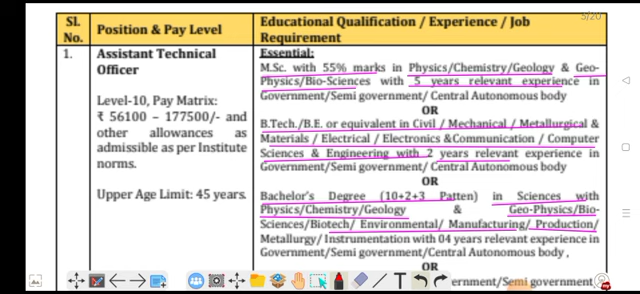 5/20
Sl. No.
Position & Pay Level
Educational Qualification / Experience / Job
Requirement
1.
Assistant Technical
Officer
Level-10, Pay Matrix:
₹ 56100 – 177500/- and
other allowances as
admissible as per Institute
norms.
Upper Age Limit: 45 years.
Essential:
M.Sc. with 55% marks in Physics/Chemistry/Geology & Geo-
Physics/Bio-Sciences with 5 years relevant experience in
Government/Semi government/ Central Autonomous body
OR
B.Tech./B.E. or equivalent in Civil / Mechanical / Metallurgical &
Materials / Electrical / Electronics &Communication / Computer
Sciences & Engineering with 2 years relevant experience in
Government/Semi government/ Central Autonomous body
OR
Bachelor's Degree (10+2+3 Patten) in Sciences with
Physics/Chemistry/Geology & Geo-Physics/Bio-
Sciences/Biotech/ Environmental/ Manufacturing/ Production/
Metallurgy/ Instrumentation with 04 years relevant experience in
Government/Semi government/Central Autonomous body ,
OR
ernment/Semi government